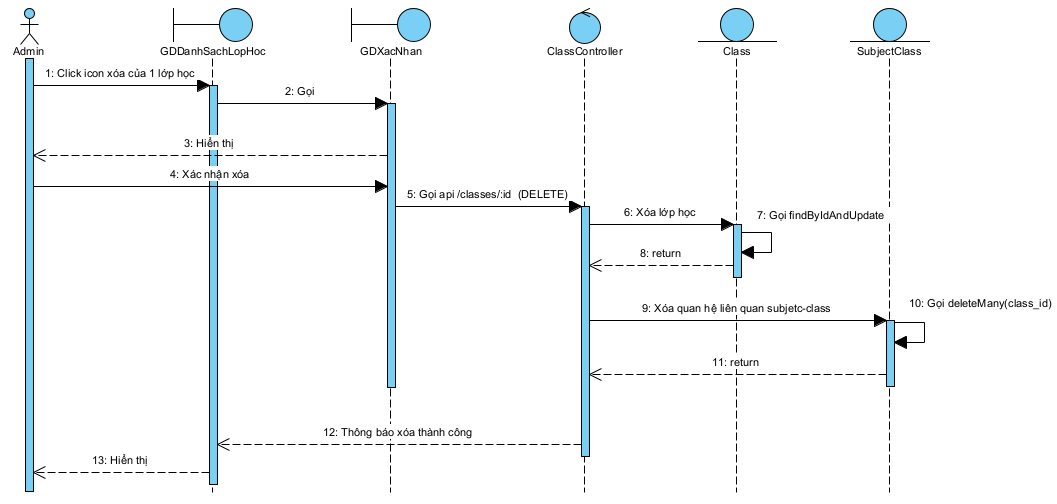 Admin
GDDanhSachLopHoc
GDXacNhan
ClassController
Class
SubjectClass
1: Click icon xóa của 1 lớp học
2: Gọi
3: Hiển thị
4: Xác nhận xóa
5: Gọi api /classes/:id (DELETE)
6: Xóa lớp học
7: Gọi findByIdAndUpdate
8: return
9: Xóa quan hệ liên quan subjetc-class
10: Gọi deleteMany(class_id)
11: return
12: Thông báo xóa thành công
13: Hiển thị